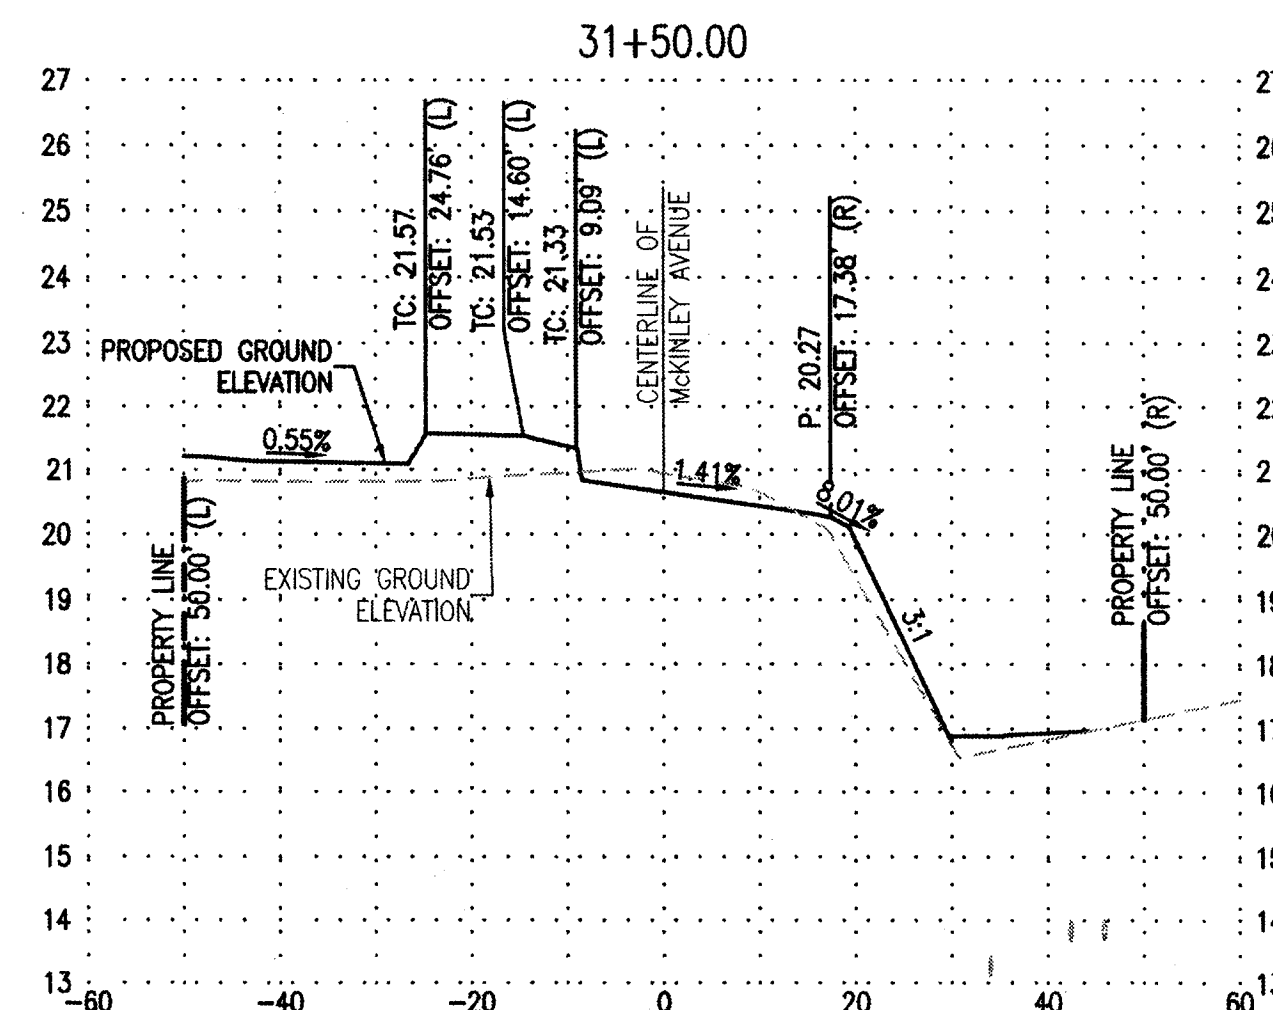 31+50.00
27
26
25
24
23
22
21
20
19
18
17
16
15
14
13
TC: 21.57
OFFSET: 24.76' (L)
TC: 21.53
OFFSET: 14.60' (L)
TC: 21.33
OFFSET: 9.09' (L)
CENTERLINE OF
McKINLEY AVENUE
P: 20.27
OFFSET: 17.38' (R)
PROPOSED GROUND
ELEVATION
0.55%
1.41%
8.01%
3:1
EXISTING GROUND
ELEVATION
PROPERTY LINE
OFFSET: 50.00' (L)
PROPERTY LINE
OFFSET: 50.00' (R)
-60
-40
-20
0
20
40
60